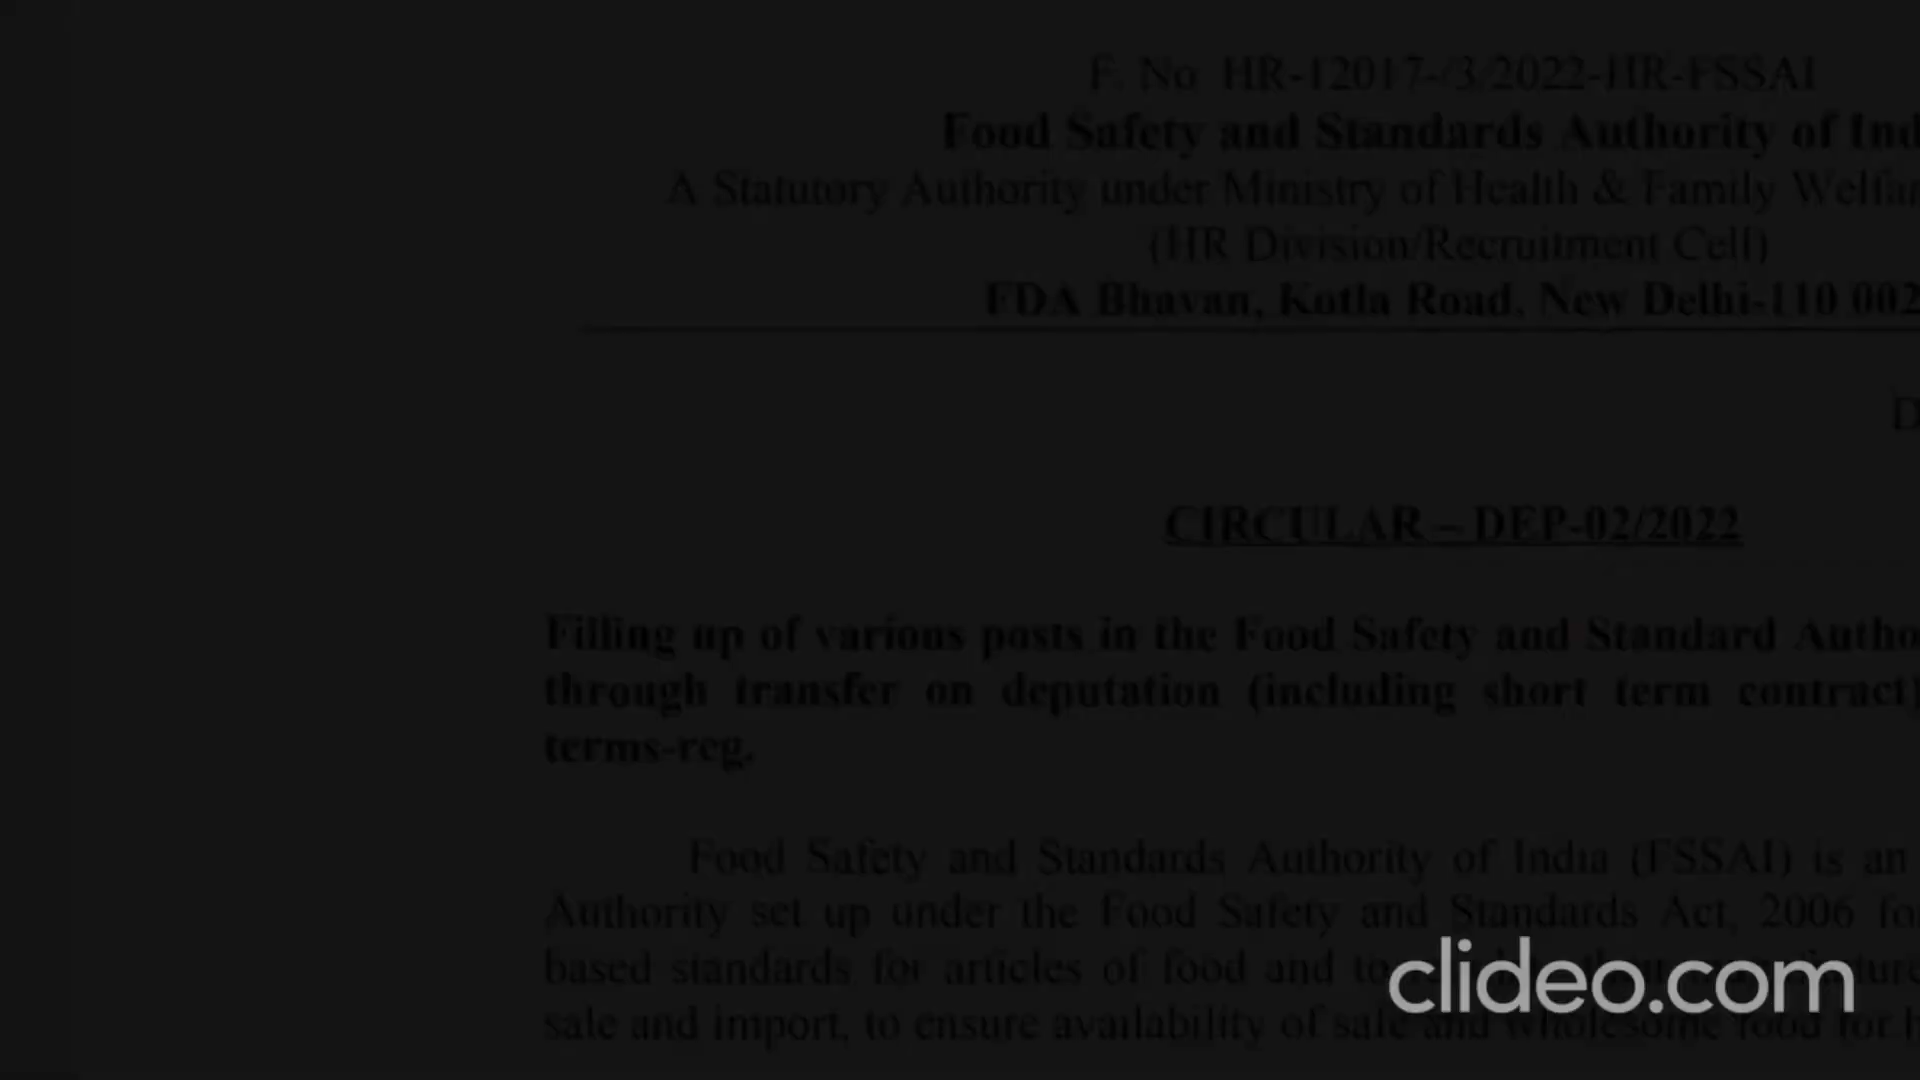 F. No HR-12017-/3/2022-HR-FSSAI
Food Safety and Standards Authority of Ind
A Statutory Authority under Ministry of Health & Family Welfar
(HR Division/Recruitment Cell)
FDA Bhavan, Kotla Road, New Delhi-110 002
D
CIRCULAR – DEP-02/2022
Filling up of various posts in the Food Safety and Standard Autho
through transfer on deputation (including short term contract)
terms-reg.
Food Safety and Standards Authority of India (FSSAI) is an
Authority set up under the Food Safety and Standards Act, 2006 fo
based standards for articles of food and to
sale and import, to ensure availability of safe and wholesome food for h
clideo.com